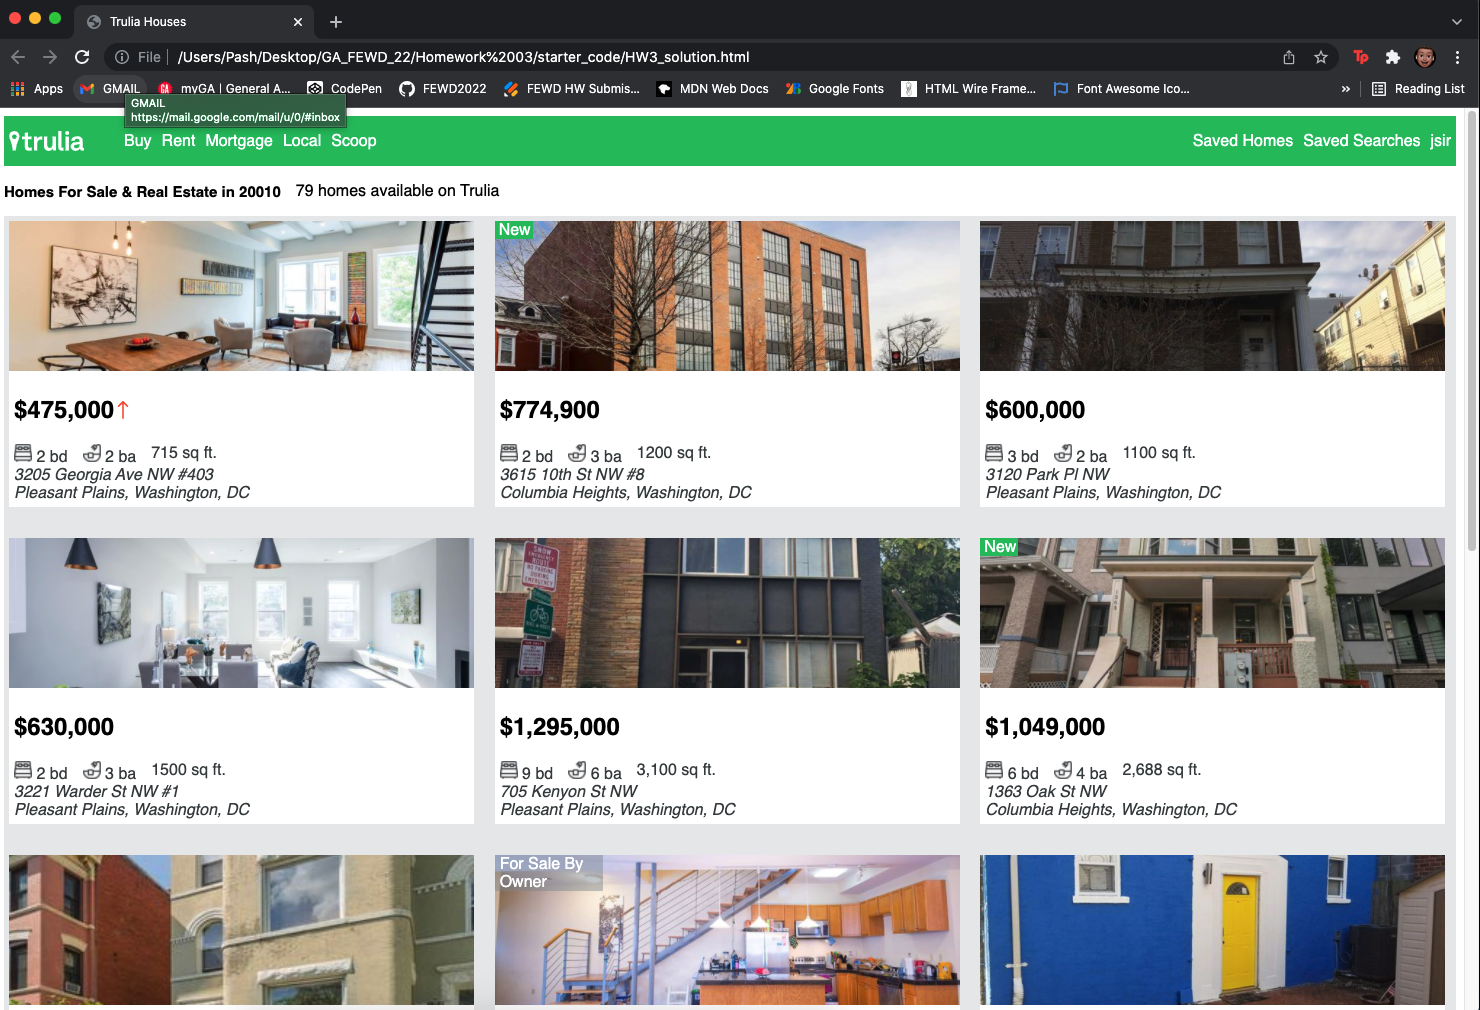 Trulia Houses
File
/Users/Pash/Desktop/GA_FEWD_22/Homework%2003/starter_code/HW3_solution.html
Tp
Apps
GMAIL
myGA | General A...
CodePen
FEWD2022
FEWD HW Submis...
MDN Web Docs
Google Fonts
HTML Wire Frame...
Font Awesome Ico...
»
Reading List
GMAIL
https://mail.google.com/mail/u/0/#inbox
trulia
Buy Rent Mortgage Local Scoop
Saved Homes Saved Searches jsir
Homes For Sale & Real Estate in 20010 79 homes available on Trulia
$475,000
2 bd 2 ba 715 sq ft.
3205 Georgia Ave NW #403
Pleasant Plains, Washington, DC
New
$774,900
2 bd 3 ba 1200 sq ft.
3615 10th St NW #8
Columbia Heights, Washington, DC
$600,000
3 bd 2 ba 1100 sq ft.
3120 Park Pl NW
Pleasant Plains, Washington, DC
$630,000
2 bd 3 ba 1500 sq ft.
3221 Warder St NW #1
Pleasant Plains, Washington, DC
SNOW
EMERGENCY
ROUTE
NO PARKING
DURING
EMERGENCY
$1,295,000
9 bd 6 ba 3,100 sq ft.
705 Kenyon St NW
Pleasant Plains, Washington, DC
New
$1,049,000
6 bd 4 ba 2,688 sq ft.
1363 Oak St NW
Columbia Heights, Washington, DC
For Sale By
Owner